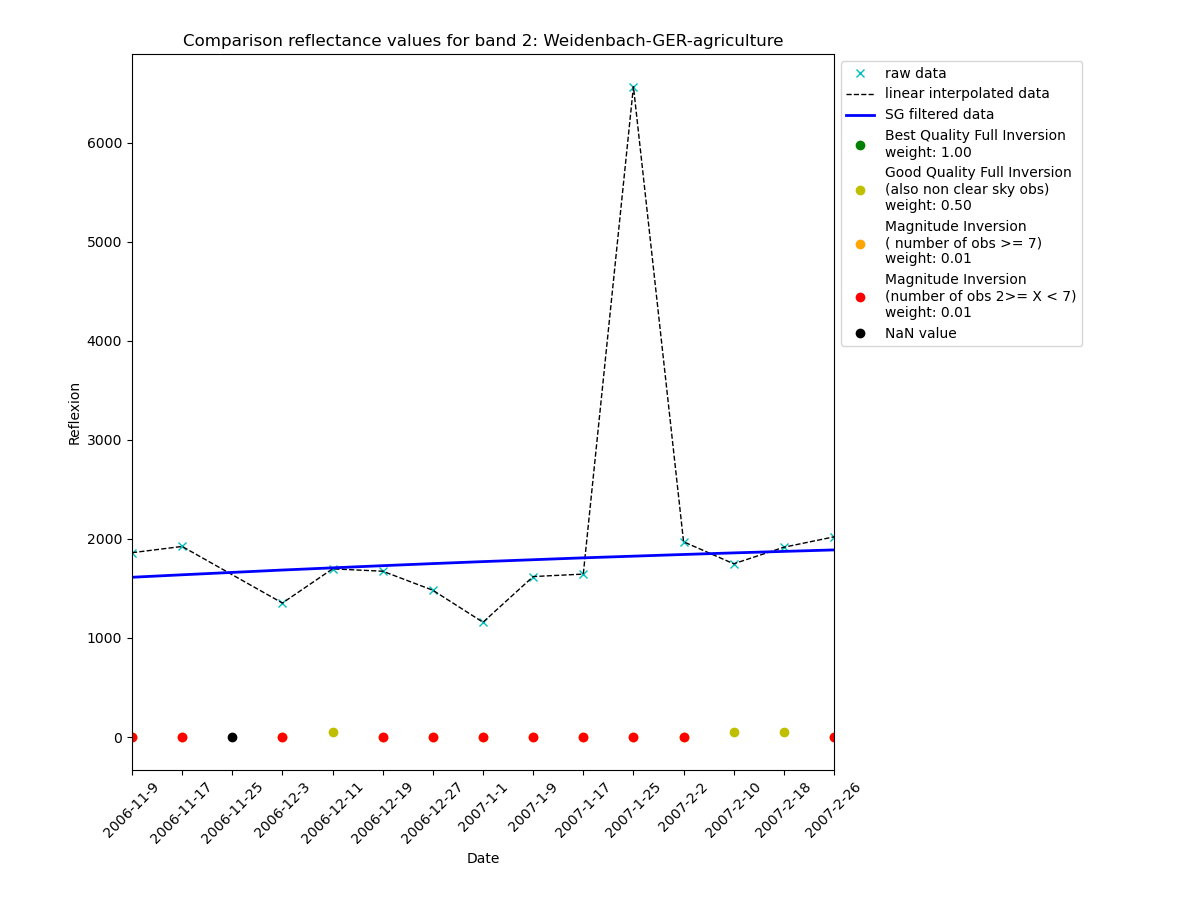 Comparison reflectance values for band 2: Weidenbach-GER-agriculture
raw data
linear interpolated data
SG filtered data
Best Quality Full Inversion
weight: 1.00
Good Quality Full Inversion
(also non clear sky obs)
weight: 0.50
Magnitude Inversion
( number of obs >= 7)
weight: 0.01
Magnitude Inversion
(number of obs 2>= X < 7)
weight: 0.01
NaN value
Reflexion
6000
5000
4000
3000
2000
1000
0
2006-11-9
2006-11-17
2006-11-25
2006-12-3
2006-12-11
2006-12-19
2006-12-27
2007-1-1
2007-1-9
2007-1-17
2007-1-25
2007-2-2
2007-2-10
2007-2-18
2007-2-26
Date